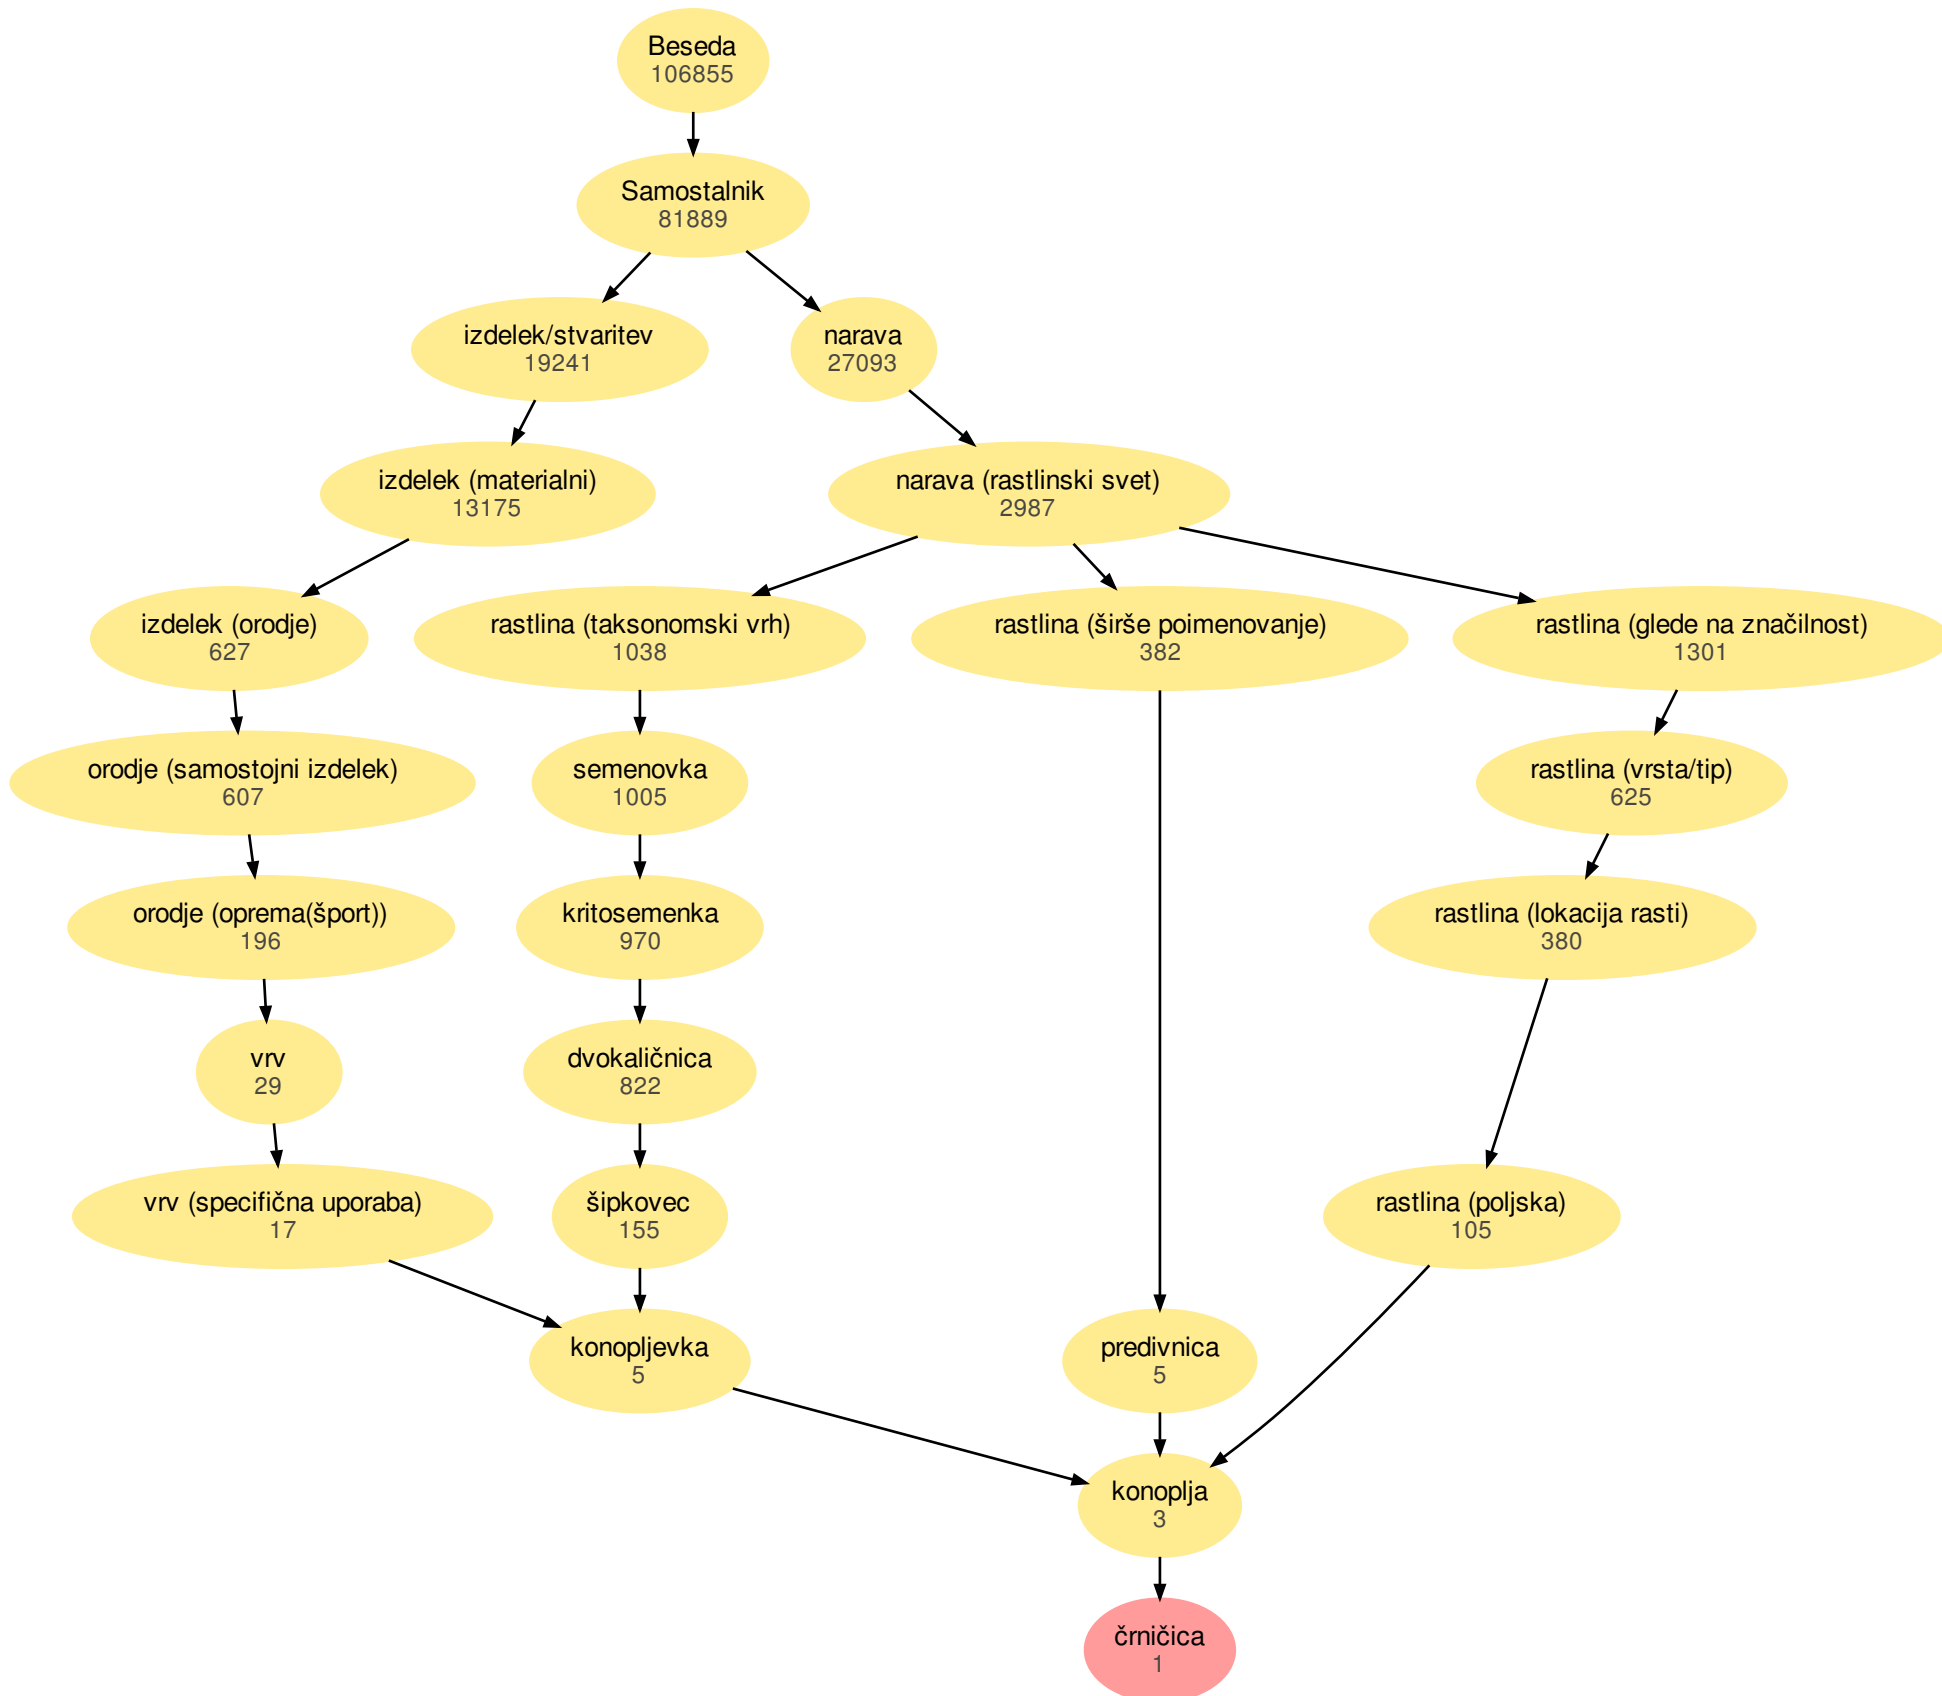 Beseda
106855
Samostalnik
81889
izdelek/stvaritev
19241
narava
27093
izdelek (materialni)
13175
narava (rastlinski svet)
2987
izdelek (orodje)
627
rastlina (taksonomski vrh)
1038
rastlina (širše poimenovanje)
382
rastlina (glede na značilnost)
1301
orodje (samostojni izdelek)
607
semenovka
1005
rastlina (vrsta/tip)
625
orodje (oprema(šport))
196
kritosemenka
970
rastlina (lokacija rasti)
380
vrv
29
dvokaličnica
822
vrv (specifična uporaba)
17
šipkovec
155
rastlina (poljska)
105
konopljevka
5
predivnica
5
konoplja
3
črničica
1